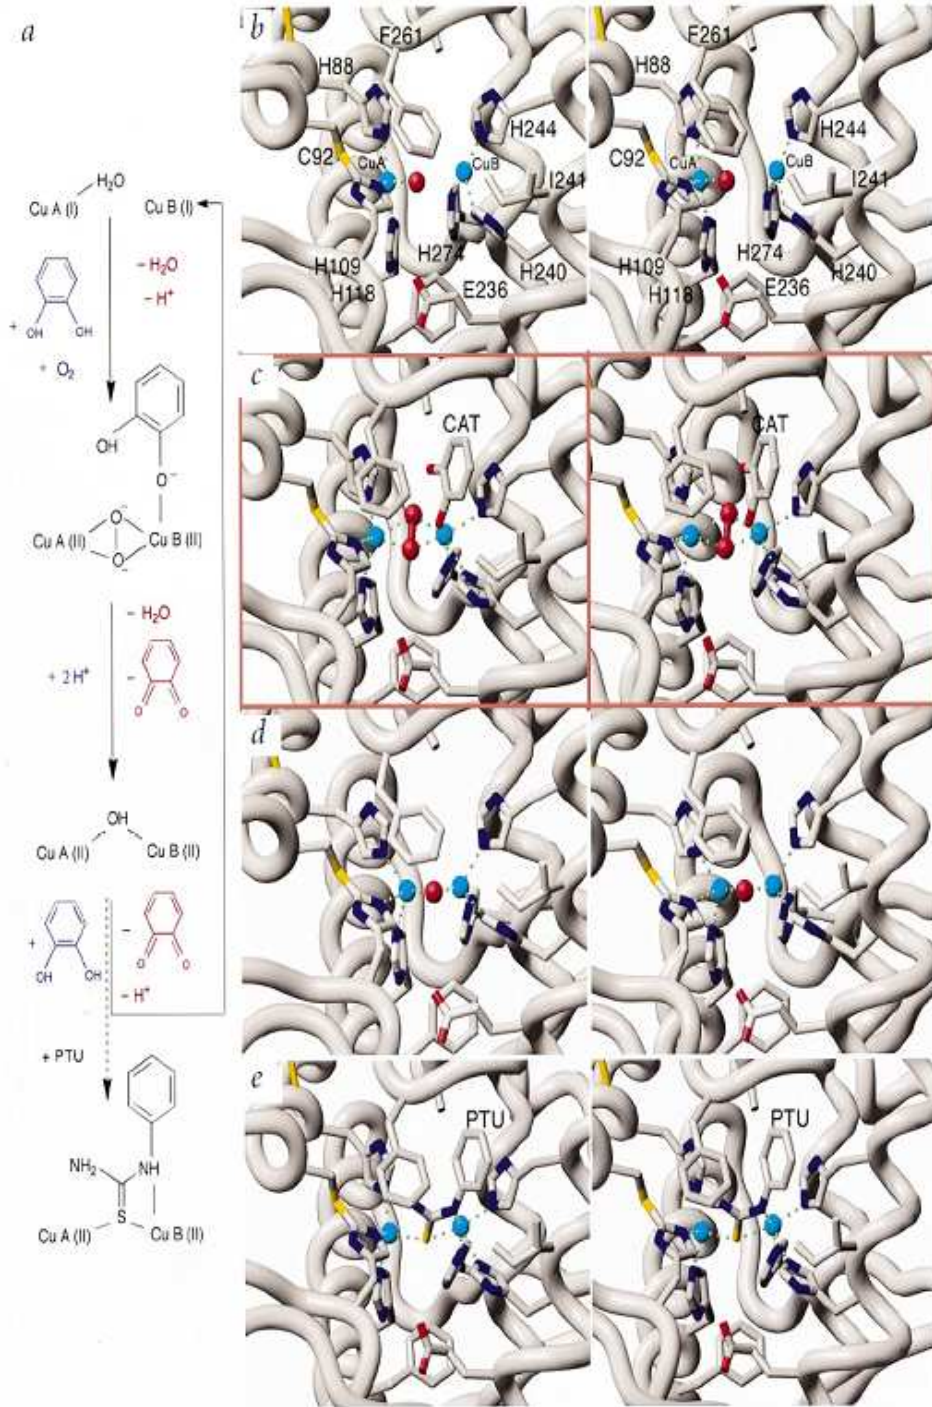 a
H₂O
Cu A (I)
Cu B (I)
− H₂O
− H⁺
+
OH
OH
+ O₂
OH
O⁻
O⁻
Cu A (II)
Cu B (II)
O⁻
− H₂O
+ 2H⁺
−
O
O
OH
Cu A (II)
Cu B (II)
+
OH
OH
−
O
O
− H⁺
+ PTU
NH₂
NH
S
Cu A (II)
Cu B (II)
b
F261
H88
H244
C92
CuA
CuB
I241
H109
H274
H240
H118
E236
F261
H88
H244
C92
CuA
CuB
I241
H109
H274
H240
H118
E236
c
CAT
CAT
d
e
PTU
PTU